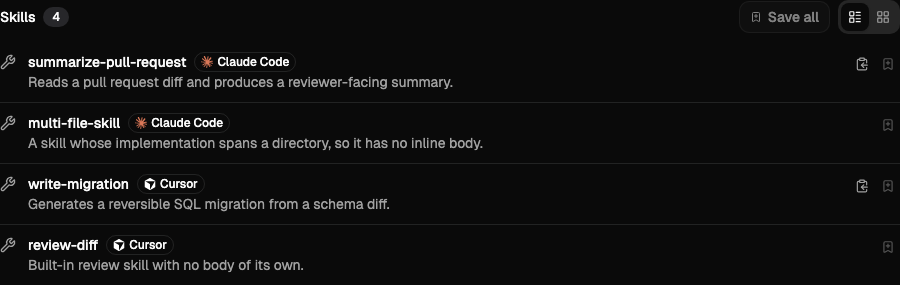 Skills 4 Save all
summarize-pull-request Claude Code
Reads a pull request diff and produces a reviewer-facing summary.
multi-file-skill Claude Code
A skill whose implementation spans a directory, so it has no inline body.
write-migration Cursor
Generates a reversible SQL migration from a schema diff.
review-diff Cursor
Built-in review skill with no body of its own.